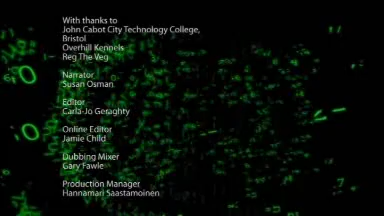 With thanks to
John Cabot City Technology College,
Bristol
Overhill Kennels
Reg The Veg
Narrator
Susan Osman
Editor
Carla-Jo Geraghty
Online Editor
Jamie Child
Dubbing Mixer
Gary Fawle
Production Manager
Hannamari Saastamoinen